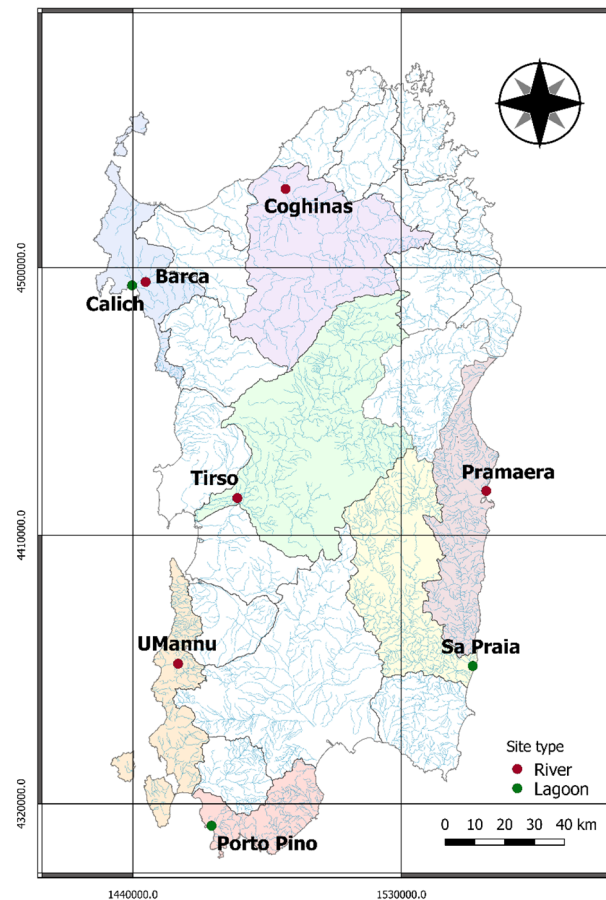 Coghinas
4500000.0
Barca
Calich
Tirso
Pramaera
4410000.0
UMannu
Sa Praia
Site type
River
Lagoon
4320000.0
0 10 20 30 40 km
Porto Pino
1440000.0 1530000.0